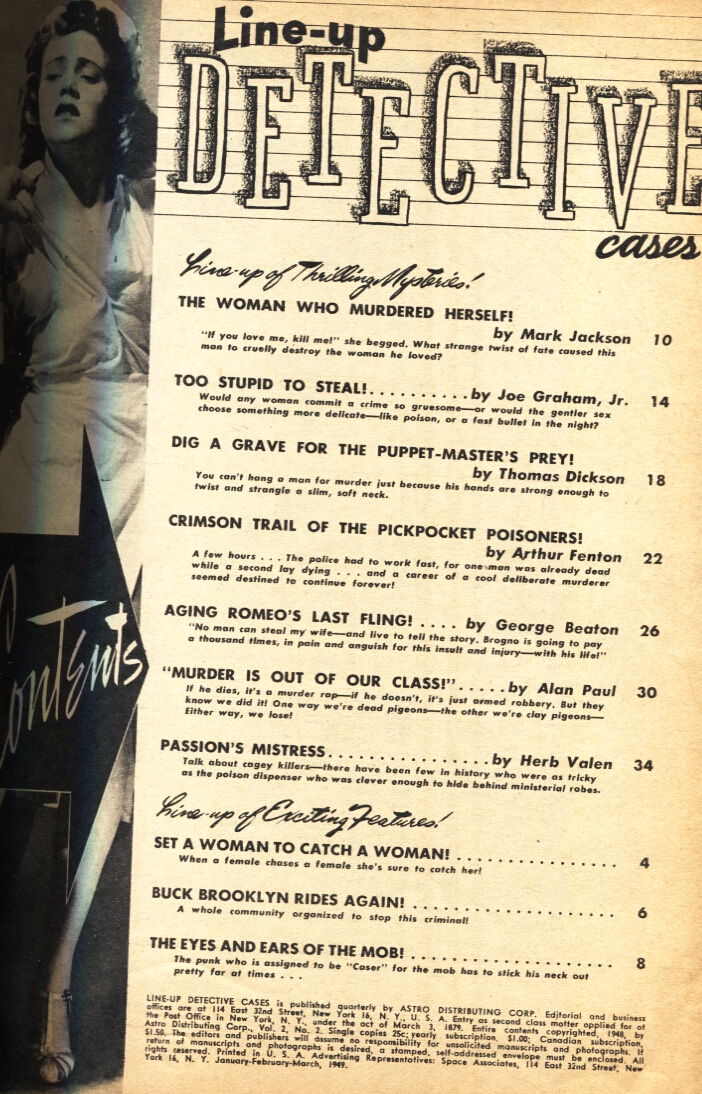 Line-up
DETECTIVE
cases
Contents
Line-up of Thrilling Mysteries!
THE WOMAN WHO MURDERED HERSELF!
by Mark Jackson 10
"If you love me, kill me!" she begged. What strange twist of fate caused this
man to cruelly destroy the woman he loved?
TOO STUPID TO STEAL!..........by Joe Graham, Jr. 14
Would any woman commit a crime so gruesome—or would the gentler sex
choose something more delicate—like poison, or a fast bullet in the night?
DIG A GRAVE FOR THE PUPPET-MASTER'S PREY!
by Thomas Dickson 18
You can't hang a man for murder just because his hands are strong enough to
twist and strangle a slim, soft neck.
CRIMSON TRAIL OF THE PICKPOCKET POISONERS!
by Arthur Fenton 22
A few hours . . . The police had to work fast, for one man was already dead
while a second lay dying . . . and a career of a cool deliberate murderer
seemed destined to continue forever!
AGING ROMEO'S LAST FLING! .... by George Beaton 26
"No man can steal my wife—and live to tell the story. Brogno is going to pay
a thousand times, in pain and anguish for this insult and injury—with his life!"
"MURDER IS OUT OF OUR CLASS!".....by Alan Paul 30
If he dies, it's a murder rap—if he doesn't, it's just armed robbery. But they
know we did it! One way we're dead pigeons—the other we're clay pigeons—
Either way, we lose!
PASSION'S MISTRESS................by Herb Valen 34
Talk about cagey killers—there have been few in history who were as tricky
as the poison dispenser who was clever enough to hide behind ministerial robes.
Line-up of Exciting Features!
SET A WOMAN TO CATCH A WOMAN! ................ 4
When a female chases a female she's sure to catch her!
BUCK BROOKLYN RIDES AGAIN! .................... 6
A whole community organized to stop this criminal!
THE EYES AND EARS OF THE MOB! .................... 8
The punk who is assigned to be "Caser" for the mob has to stick his neck out
pretty far at times . . .
LINE-UP DETECTIVE CASES is published quarterly by ASTRO DISTRIBUTING CORP. Editorial and business
offices are at 114 East 32nd Street, New York 16, N. Y., U. S. A. Entry as second class matter applied for at
the Post Office in New York, N. Y., under the act of March 3, 1879. Entire contents copyrighted, 1948, by
Astro Distributing Corp., Vol. 2, No. 2. Single copies 25c; yearly subscription, $1.00; Canadian subscription,
$1.50. The editors and publishers will assume no responsibility for unsolicited manuscripts and photographs. If
return of manuscripts and photographs is desired, a stamped, self-addressed envelope must be enclosed. All
rights reserved. Printed in U. S. A. Advertising Representatives: Space Associates, 114 East 32nd Street, New
York 16, N. Y. January-February-March, 1949.